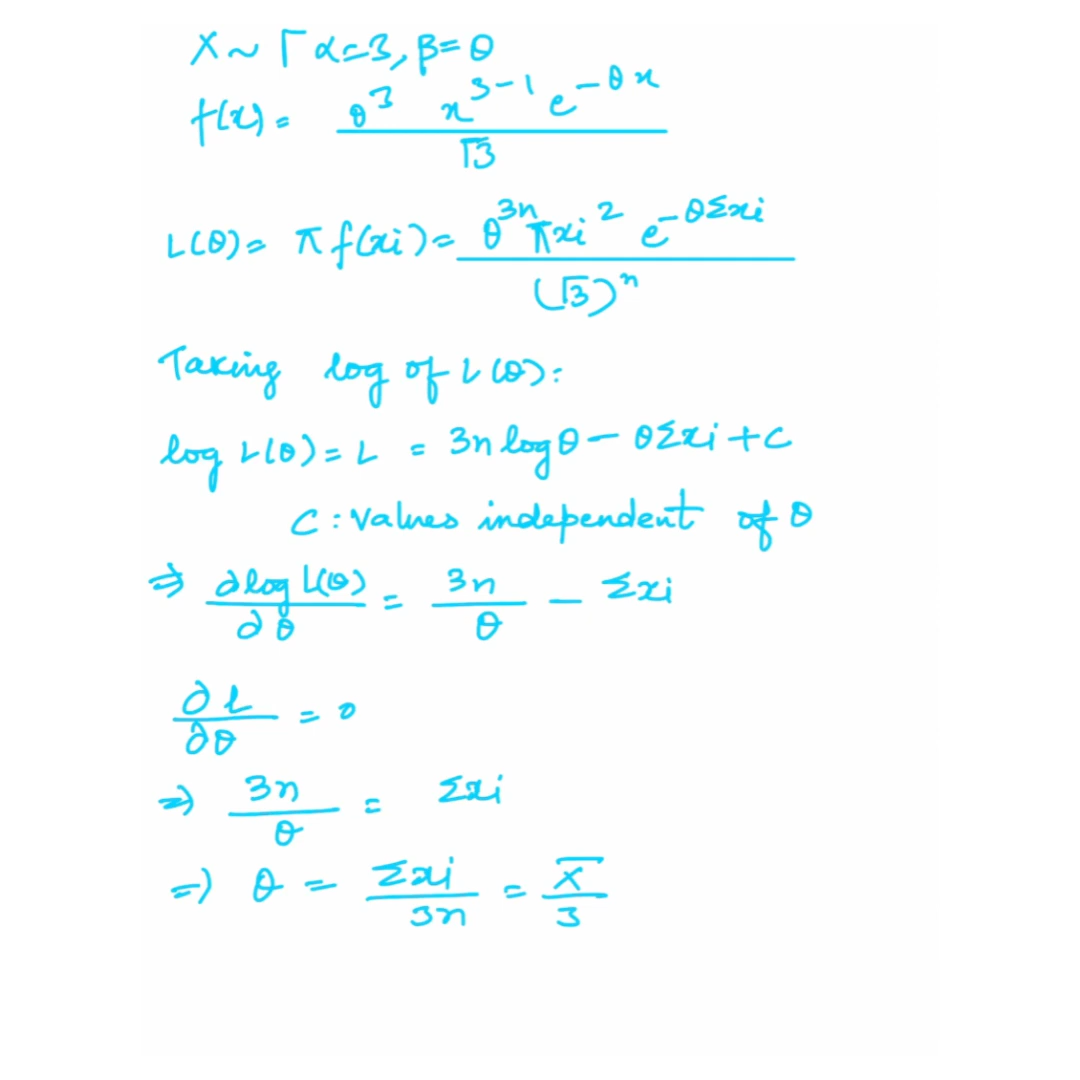 X ~ Γ α=3, β=θ
f(x) = θ^3 x^(3-1) e^(-θx) / Γ3
L(θ) = π f(xi) = θ^(3n) π xi^2 e^(-θΣxi) / (Γ3)^n
Taking log of L(θ):
log L(θ) = L = 3n log θ - θΣxi + C
C : values independent of θ
⇒ ∂ log L(θ) / ∂θ = 3n / θ - Σxi
∂l / ∂θ = 0
⇒ 3n / θ = Σxi
⇒ θ = Σxi / 3n = x̄ / 3